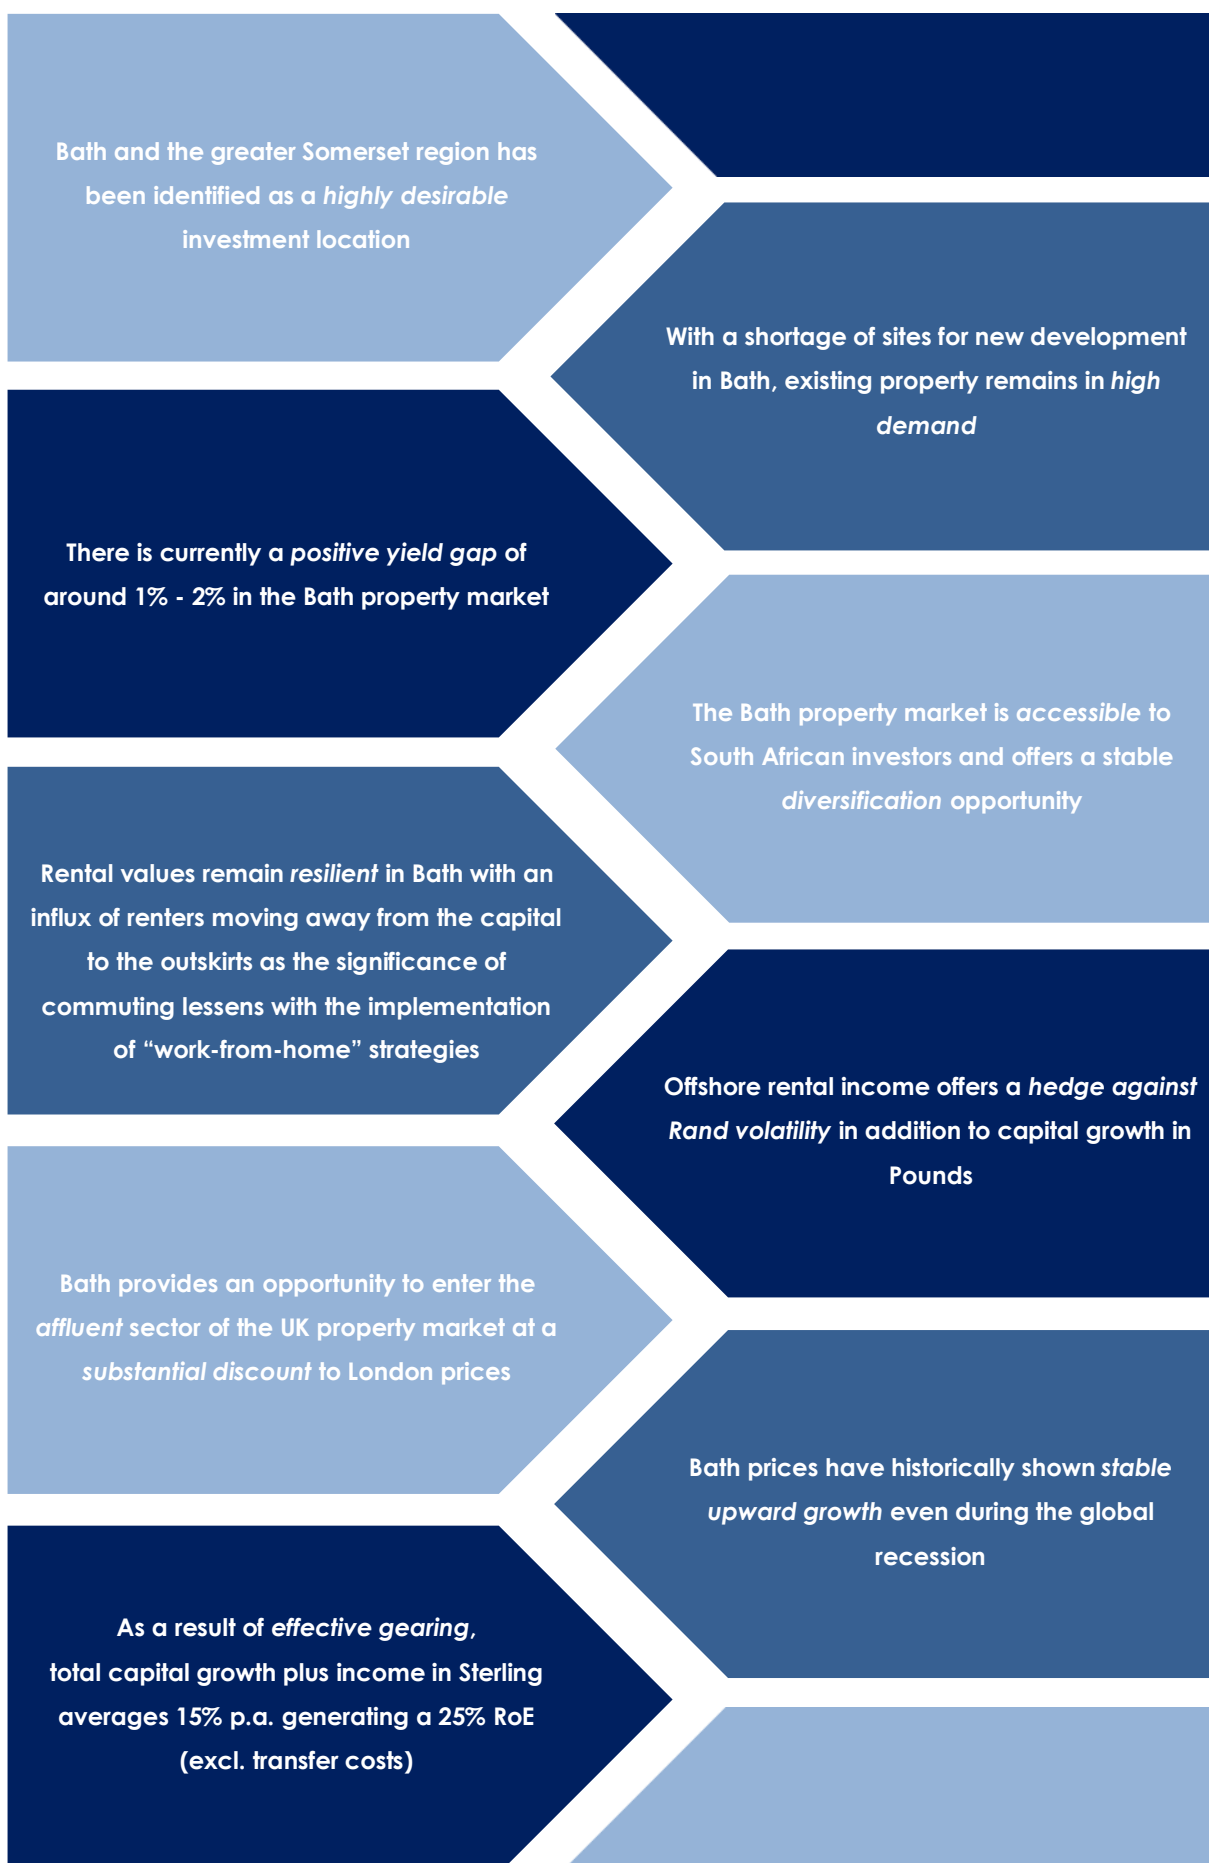 Bath and the greater Somerset region has
been identified as a highly desirable
investment location
With a shortage of sites for new development
in Bath, existing property remains in high
demand
There is currently a positive yield gap of
around 1% - 2% in the Bath property market
The Bath property market is accessible to
South African investors and offers a stable
diversification opportunity
Rental values remain resilient in Bath with an
influx of renters moving away from the capital
to the outskirts as the significance of
commuting lessens with the implementation
of “work-from-home” strategies
Offshore rental income offers a hedge against
Rand volatility in addition to capital growth in
Pounds
Bath provides an opportunity to enter the
affluent sector of the UK property market at a
substantial discount to London prices
Bath prices have historically shown stable
upward growth even during the global
recession
As a result of effective gearing,
total capital growth plus income in Sterling
averages 15% p.a. generating a 25% RoE
(excl. transfer costs)